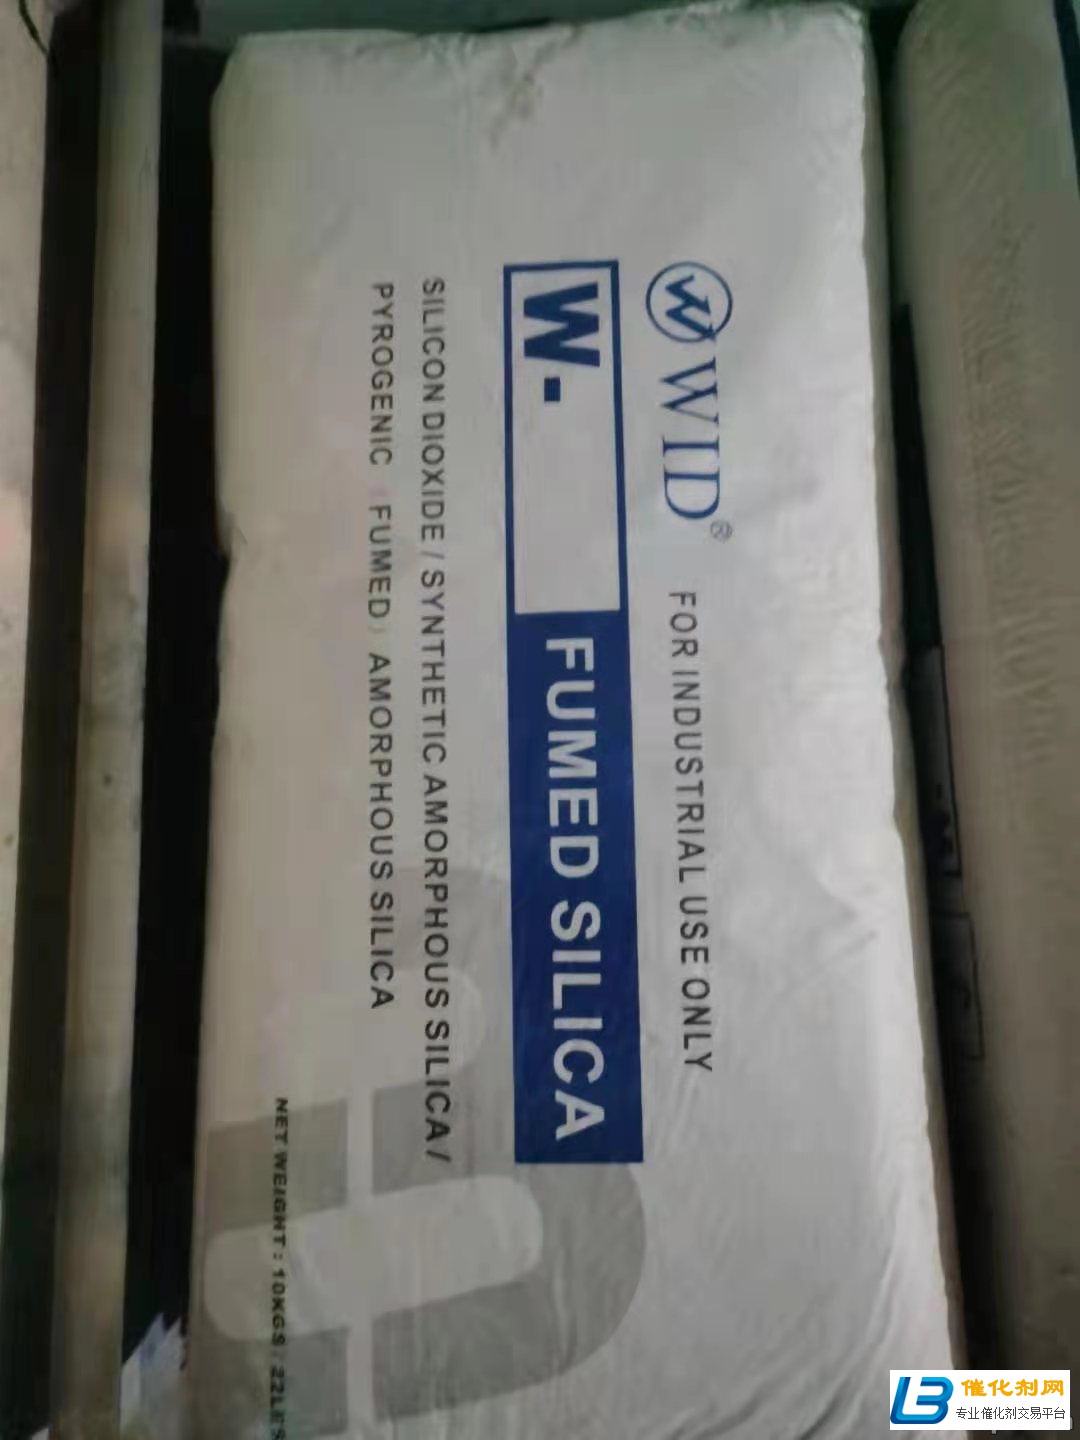 WID®
FOR INDUSTRIAL USE ONLY
W.
FUMED SILICA
SILICON DIOXIDE / SYNTHETIC AMORPHOUS SILICA /
PYROGENIC (FUMED) AMORPHOUS SILICA
NET WEIGHT : 10KGS / 22LBS
催化剂网
专业催化剂交易平台